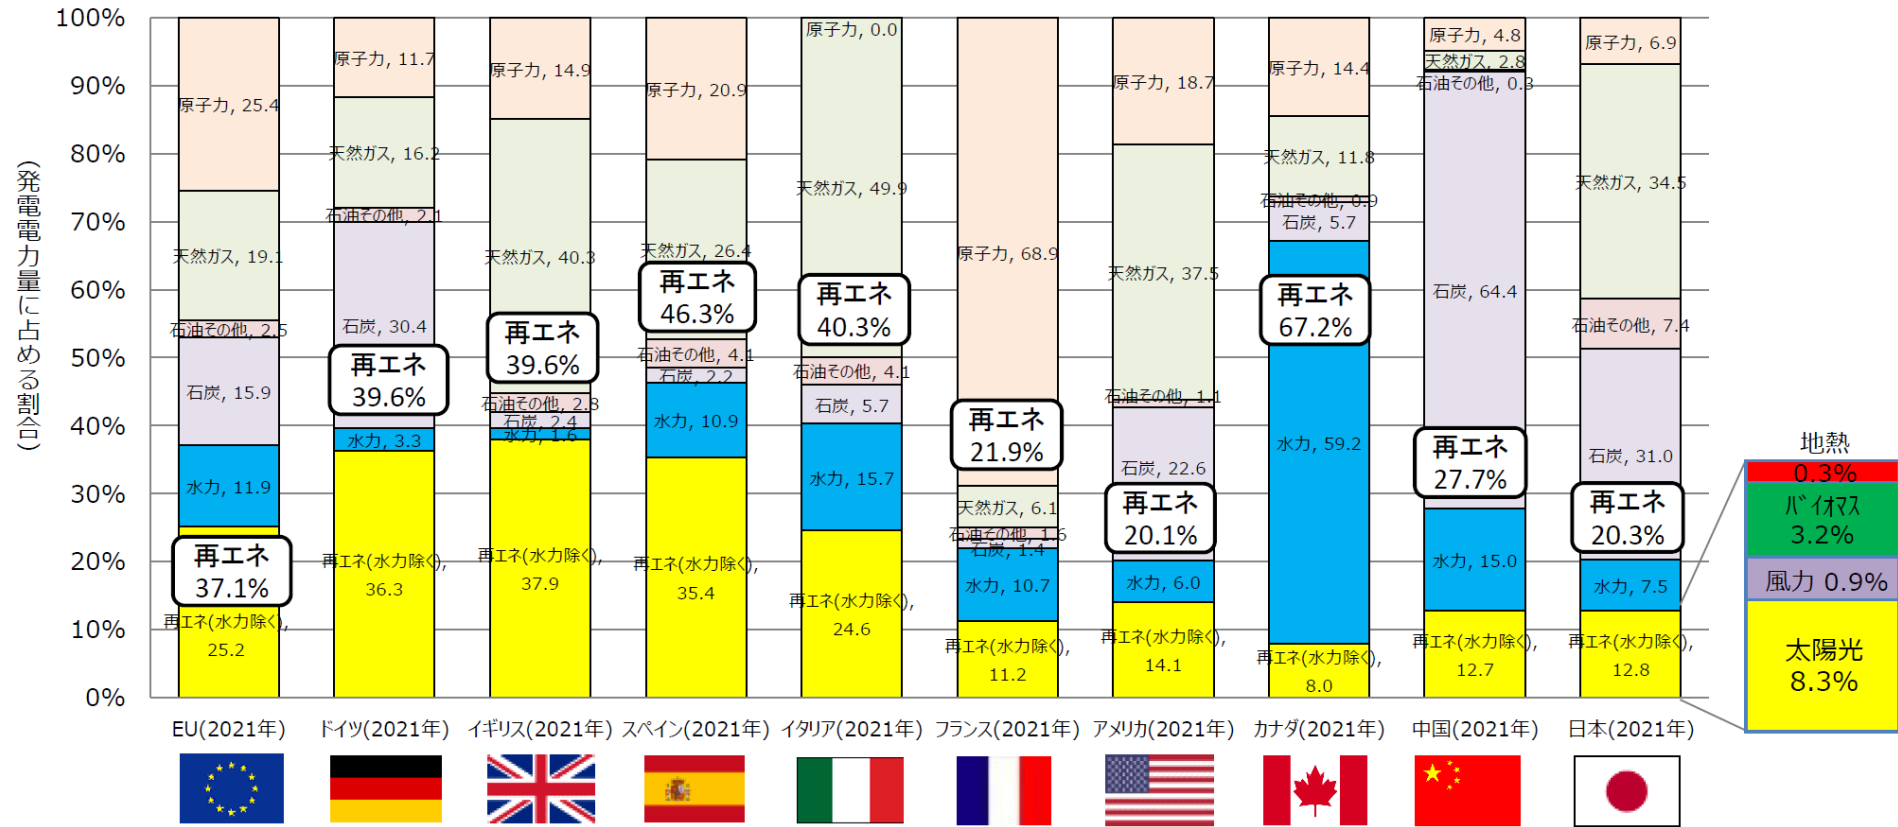 (発電電力量に占める割合)
100%
90%
80%
70%
60%
50%
40%
30%
20%
10%
0%
原子力, 25.4
天然ガス, 19.1
石油その他, 2.5
石炭, 15.9
水力, 11.9
再エネ
37.1%
再エネ(水力除く),
25.2
EU(2021年)
原子力, 11.7
天然ガス, 16.2
石油その他, 2.1
石炭, 30.4
再エネ
39.6%
水力, 3.3
再エネ(水力除く),
36.3
ドイツ(2021年)
原子力, 14.9
天然ガス, 40.3
再エネ
39.6%
石油その他, 2.8
石炭, 2.4
水力, 1.6
再エネ(水力除く),
37.9
イギリス(2021年)
原子力, 20.9
天然ガス, 26.4
再エネ
46.3%
石油その他, 4.1
石炭, 2.2
水力, 10.9
再エネ(水力除く),
35.4
スペイン(2021年)
原子力, 0.0
天然ガス, 49.9
再エネ
40.3%
石油その他, 4.1
石炭, 5.7
水力, 15.7
再エネ(水力除く),
24.6
イタリア(2021年)
原子力, 68.9
再エネ
21.9%
天然ガス, 6.1
石油その他, 1.6
石炭, 1.4
水力, 10.7
再エネ(水力除く),
11.2
フランス(2021年)
原子力, 18.7
天然ガス, 37.5
石油その他, 1.1
石炭, 22.6
再エネ
20.1%
水力, 6.0
再エネ(水力除く),
14.1
アメリカ(2021年)
原子力, 14.4
天然ガス, 11.8
石油その他, 0.9
石炭, 5.7
再エネ
67.2%
水力, 59.2
再エネ(水力除く),
8.0
カナダ(2021年)
原子力, 4.8
天然ガス, 2.8
石油その他, 0.3
石炭, 64.4
再エネ
27.7%
水力, 15.0
再エネ(水力除く),
12.7
中国(2021年)
原子力, 6.9
天然ガス, 34.5
石油その他, 7.4
石炭, 31.0
再エネ
20.3%
水力, 7.5
再エネ(水力除く),
12.8
日本(2021年)
地熱
0.3%
バイオマス
3.2%
風力 0.9%
太陽光
8.3%